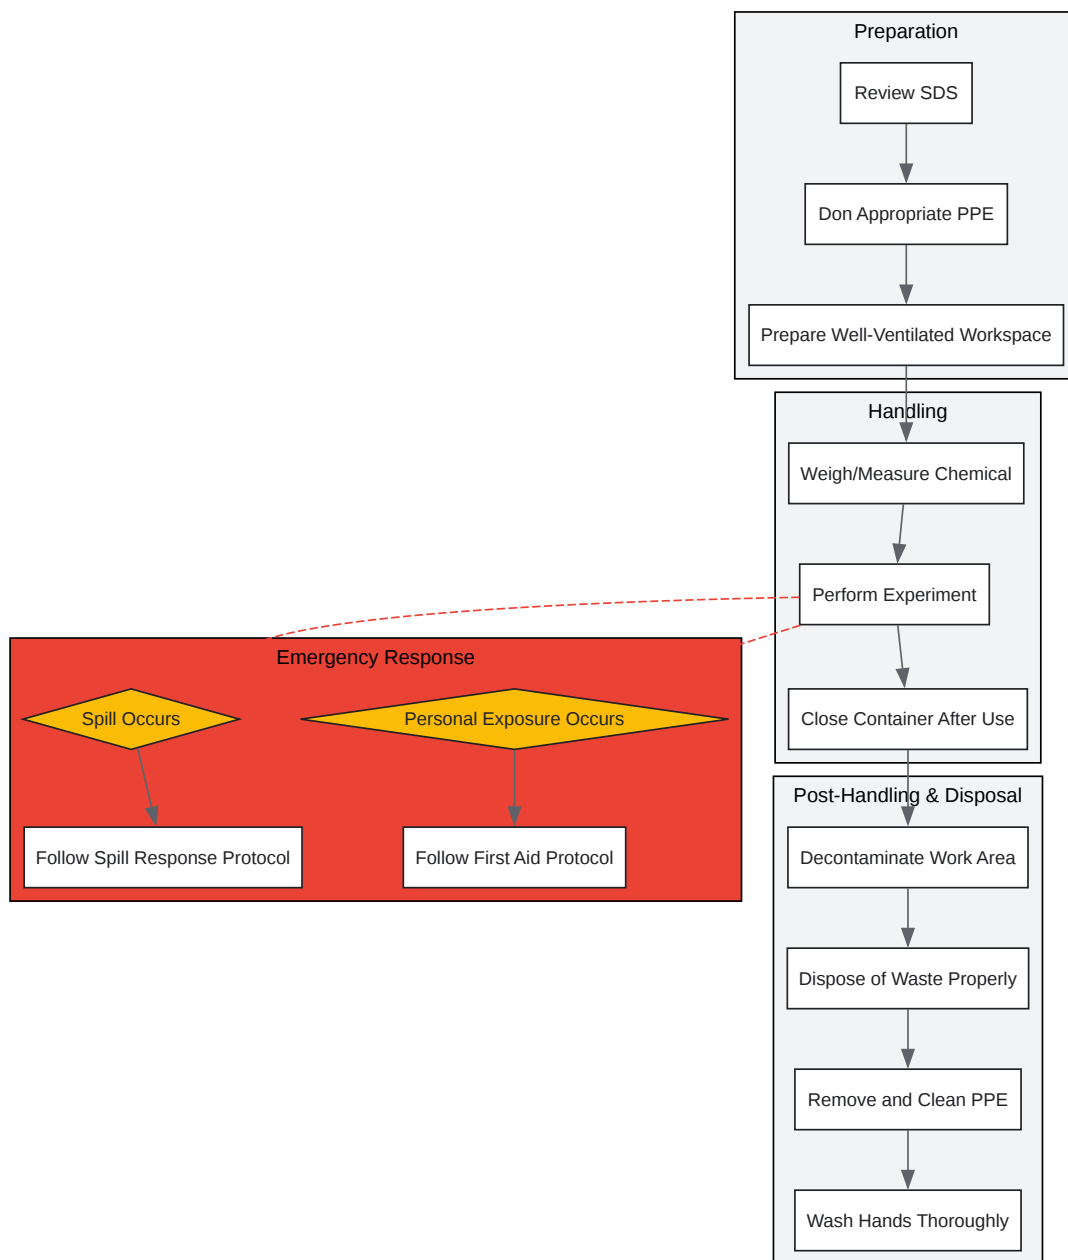 Preparation
Review SDS
Don Appropriate PPE
Prepare Well-Ventilated Workspace
Handling
Weigh/Measure Chemical
Perform Experiment
Close Container After Use
Emergency Response
Spill Occurs
Personal Exposure Occurs
Follow Spill Response Protocol
Follow First Aid Protocol
Post-Handling & Disposal
Decontaminate Work Area
Dispose of Waste Properly
Remove and Clean PPE
Wash Hands Thoroughly